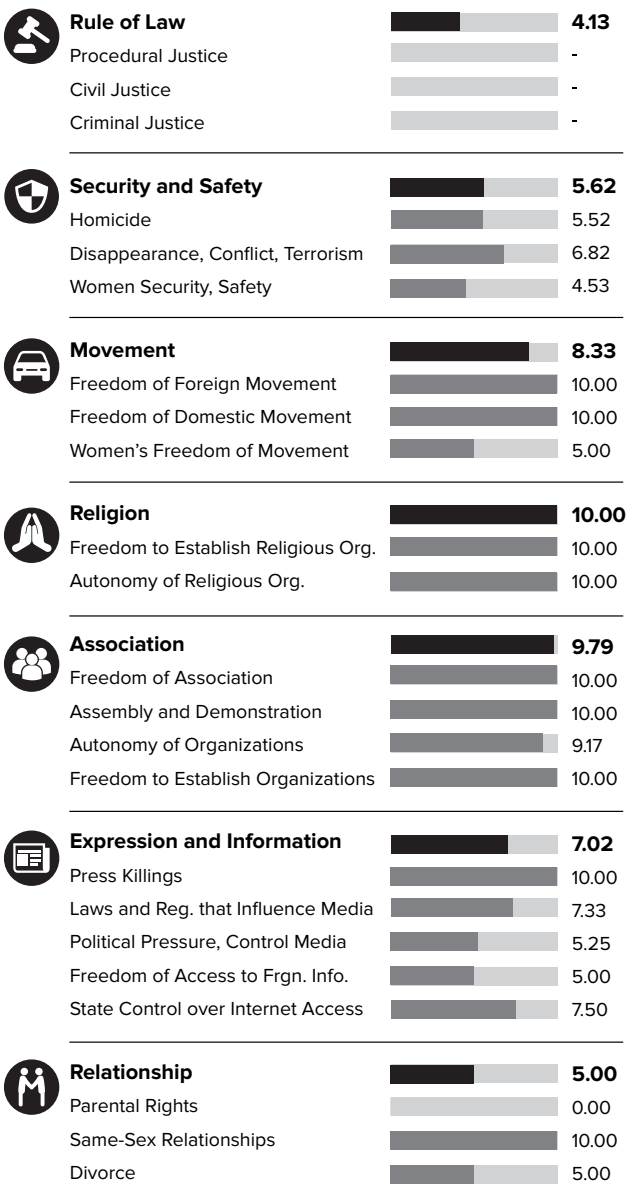 Rule of Law 4.13
Procedural Justice -
Civil Justice -
Criminal Justice -
Security and Safety 5.62
Homicide 5.52
Disappearance, Conflict, Terrorism 6.82
Women Security, Safety 4.53
Movement 8.33
Freedom of Foreign Movement 10.00
Freedom of Domestic Movement 10.00
Women’s Freedom of Movement 5.00
Religion 10.00
Freedom to Establish Religious Org. 10.00
Autonomy of Religious Org. 10.00
Association 9.79
Freedom of Association 10.00
Assembly and Demonstration 10.00
Autonomy of Organizations 9.17
Freedom to Establish Organizations 10.00
Expression and Information 7.02
Press Killings 10.00
Laws and Reg. that Influence Media 7.33
Political Pressure, Control Media 5.25
Freedom of Access to Frgn. Info. 5.00
State Control over Internet Access 7.50
Relationship 5.00
Parental Rights 0.00
Same-Sex Relationships 10.00
Divorce 5.00